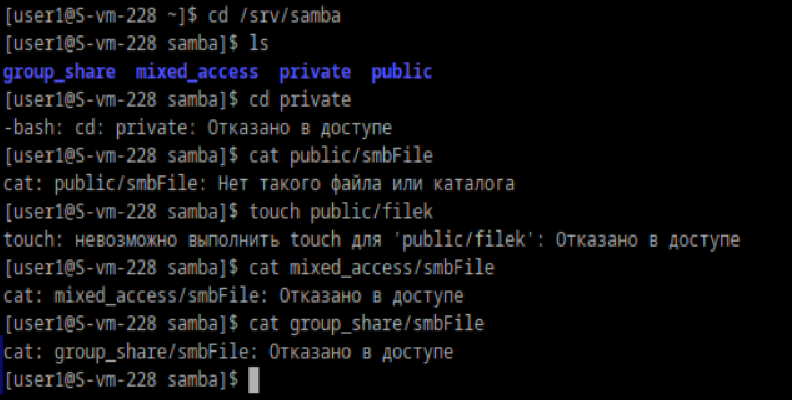 [user1@S-vm-228 ~]$ cd /srv/samba
[user1@S-vm-228 samba]$ ls
group_share mixed_access private public
[user1@S-vm-228 samba]$ cd private
-bash: cd: private: Отказано в доступе
[user1@S-vm-228 samba]$ cat public/smbFile
cat: public/smbFile: Нет такого файла или каталога
[user1@S-vm-228 samba]$ touch public/filek
touch: невозможно выполнить touch для 'public/filek': Отказано в доступе
[user1@S-vm-228 samba]$ cat mixed_access/smbFile
cat: mixed_access/smbFile: Отказано в доступе
[user1@S-vm-228 samba]$ cat group_share/smbFile
cat: group_share/smbFile: Отказано в доступе
[user1@S-vm-228 samba]$